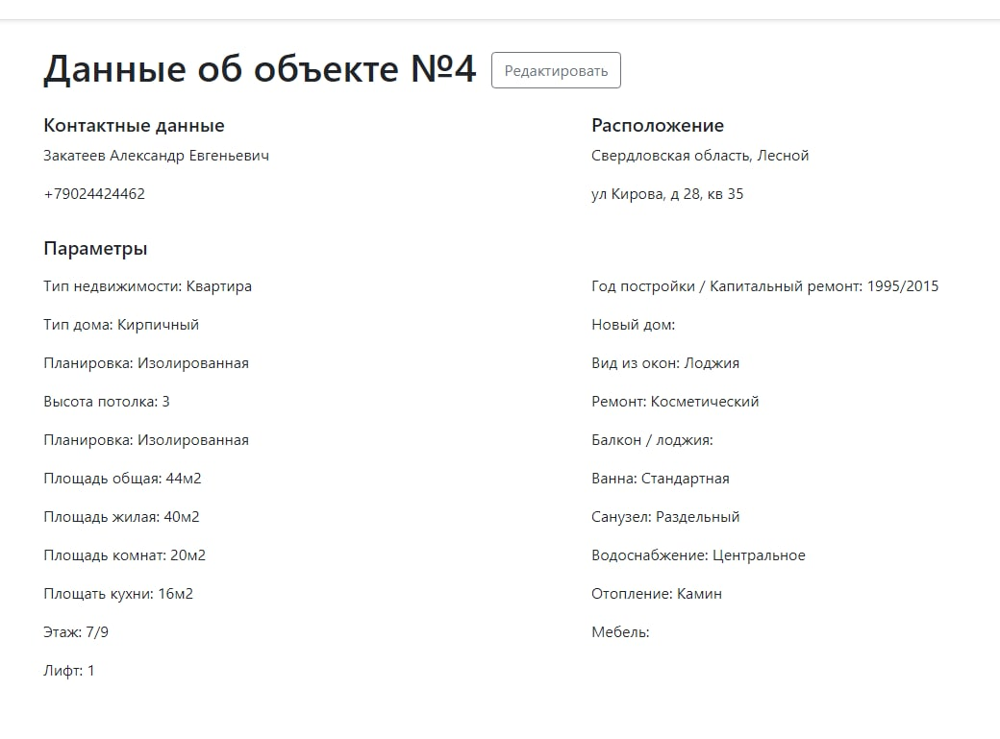 Данные об объекте №4
Редактировать
Контактные данные
Закатеев Александр Евгеньевич
+79024424462
Расположение
Свердловская область, Лесной
ул Кирова, д 28, кв 35
Параметры
Тип недвижимости: Квартира
Тип дома: Кирпичный
Планировка: Изолированная
Высота потолка: 3
Планировка: Изолированная
Площадь общая: 44м2
Площадь жилая: 40м2
Площадь комнат: 20м2
Площать кухни: 16м2
Этаж: 7/9
Лифт: 1
Год постройки / Капитальный ремонт: 1995/2015
Новый дом:
Вид из окон: Лоджия
Ремонт: Косметический
Балкон / лоджия:
Ванна: Стандартная
Санузел: Раздельный
Водоснабжение: Центральное
Отопление: Камин
Мебель: